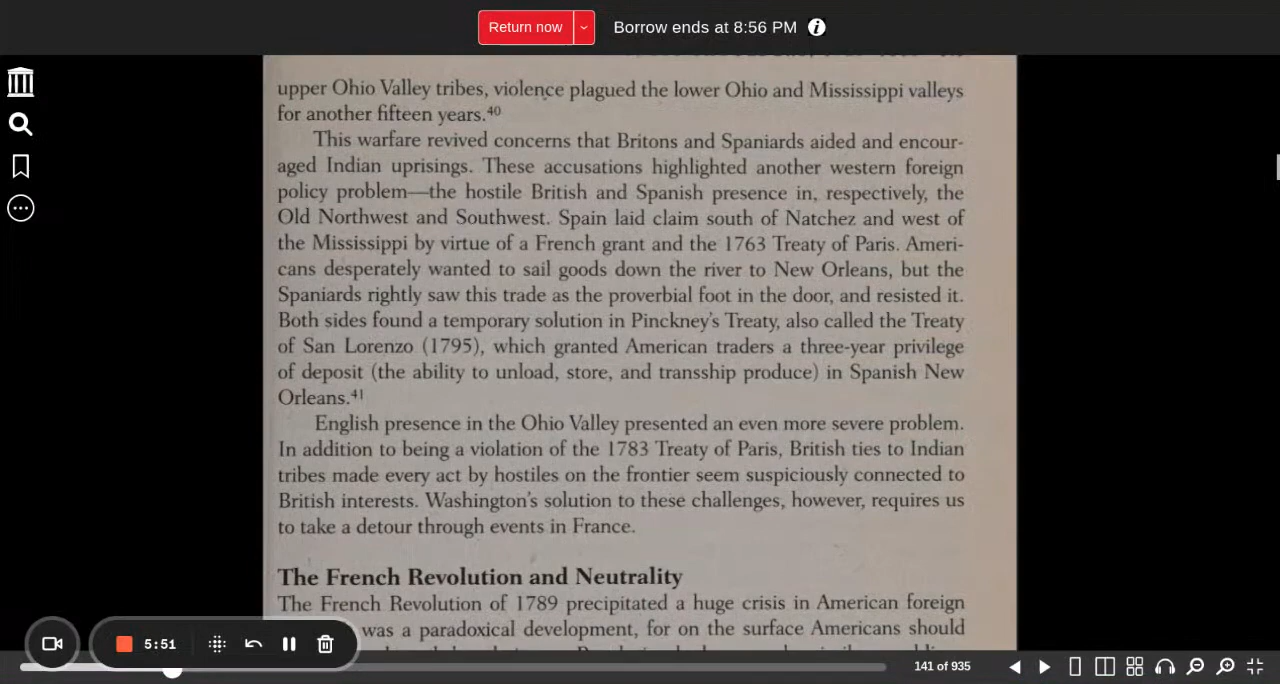 Return now
Borrow ends at 8:56 PM
upper Ohio Valley tribes, violence plagued the lower Ohio and Mississippi valleys
for another fifteen years.40
This warfare revived concerns that Britons and Spaniards aided and encour-
aged Indian uprisings. These accusations highlighted another western foreign
policy problem—the hostile British and Spanish presence in, respectively, the
Old Northwest and Southwest. Spain laid claim south of Natchez and west of
the Mississippi by virtue of a French grant and the 1763 Treaty of Paris. Ameri-
cans desperately wanted to sail goods down the river to New Orleans, but the
Spaniards rightly saw this trade as the proverbial foot in the door, and resisted it.
Both sides found a temporary solution in Pinckney's Treaty, also called the Treaty
of San Lorenzo (1795), which granted American traders a three-year privilege
of deposit (the ability to unload, store, and transship produce) in Spanish New
Orleans.41
English presence in the Ohio Valley presented an even more severe problem.
In addition to being a violation of the 1783 Treaty of Paris, British ties to Indian
tribes made every act by hostiles on the frontier seem suspiciously connected to
British interests. Washington's solution to these challenges, however, requires us
to take a detour through events in France.
The French Revolution and Neutrality
The French Revolution of 1789 precipitated a huge crisis in American foreign
was a paradoxical development, for on the surface Americans should
5:51
141 of 935